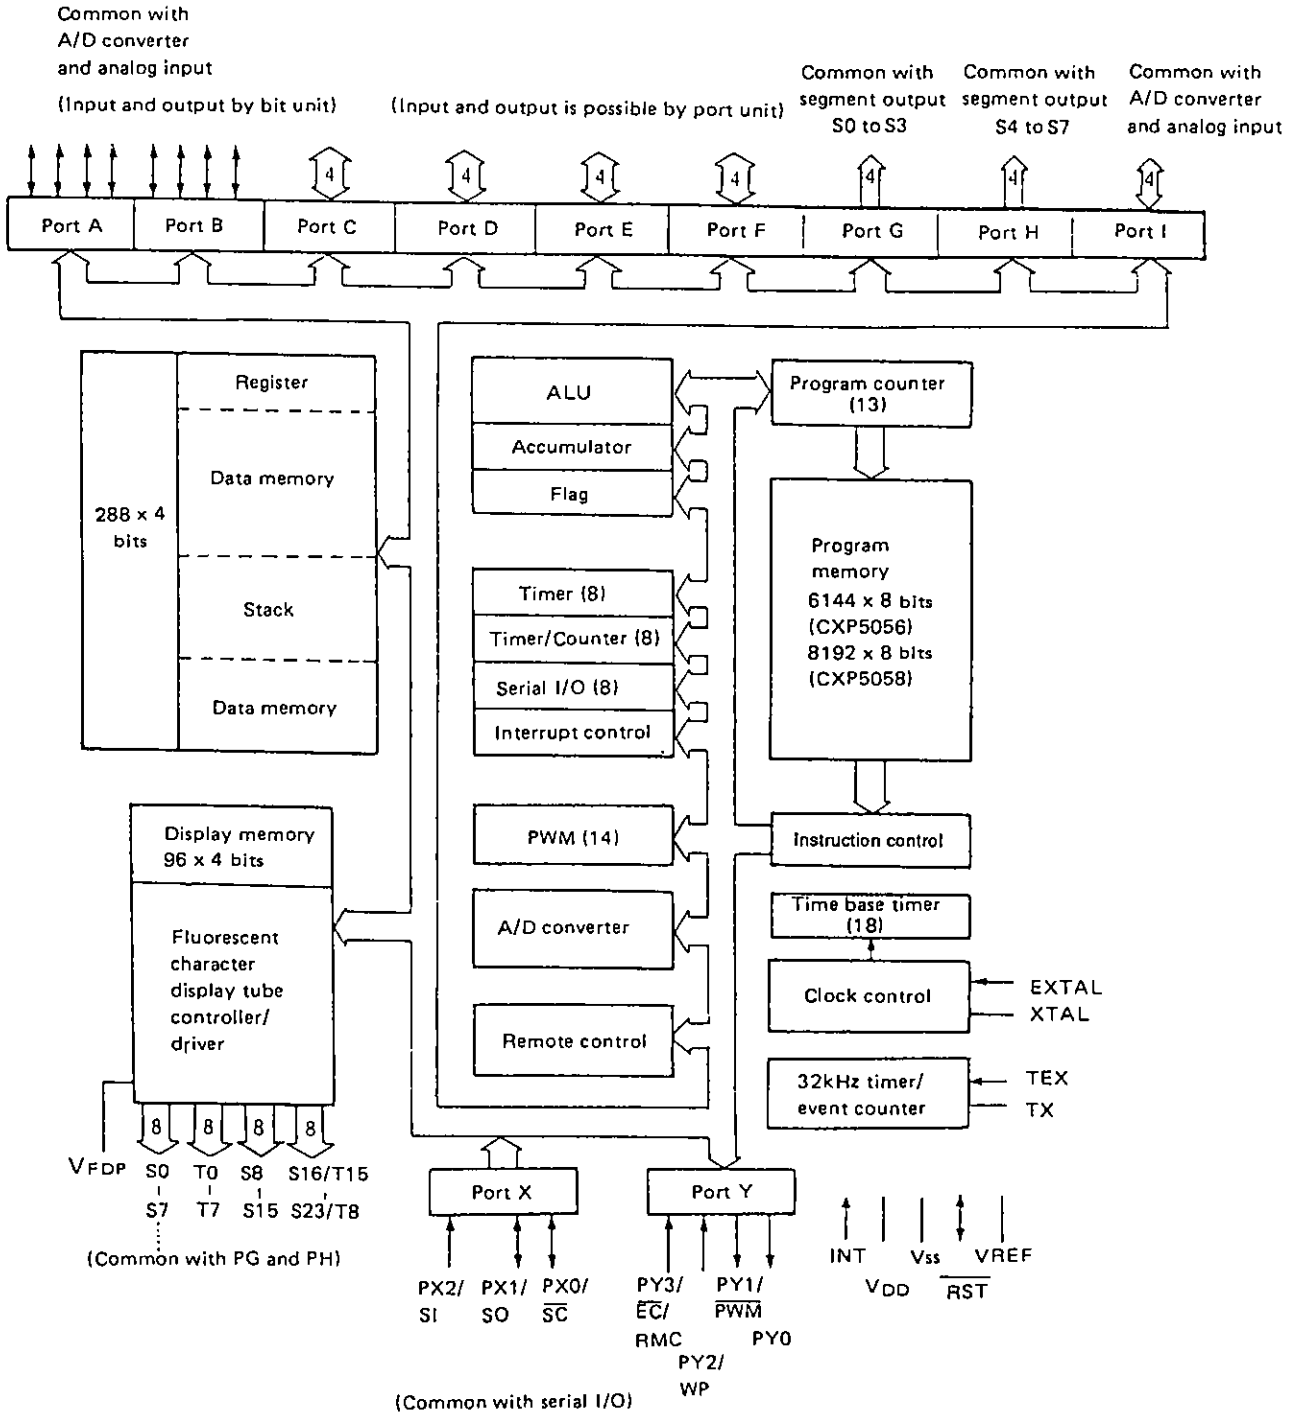 Common with
A/D converter
and analog input
(Input and output by bit unit)
(Input and output is possible by port unit)
Common with
segment output
S0 to S3
Common with
segment output
S4 to S7
Common with
A/D converter
and analog input
4 4 4 4 4 4 4
Port A Port B Port C Port D Port E Port F Port G Port H Port I
288 x 4
bits
Register
Data memory
Stack
Data memory
ALU
Accumulator
Flag
Timer (8)
Timer/Counter (8)
Serial I/O (8)
Interrupt control
PWM (14)
A/D converter
Remote control
Program counter
(13)
Program
memory
6144 x 8 bits
(CXP5056)
8192 x 8 bits
(CXP5058)
Instruction control
Time base timer
(18)
Clock control
EXTAL
XTAL
32kHz timer/
event counter
TEX
TX
Display memory
96 x 4 bits
Fluorescent
character
display tube
controller/
driver
8 8 8 8
VFDP S0 T0 S8 S16/T15
S7 T7 S15 S23/T8
(Common with PG and PH)
Port X
PX2/
SI
PX1/
SO
PX0/
SC
(Common with serial I/O)
Port Y
PY3/
EC/
RMC
PY2/
WP
PY1/
PWM
PY0
INT
VDD
Vss
RST
VREF